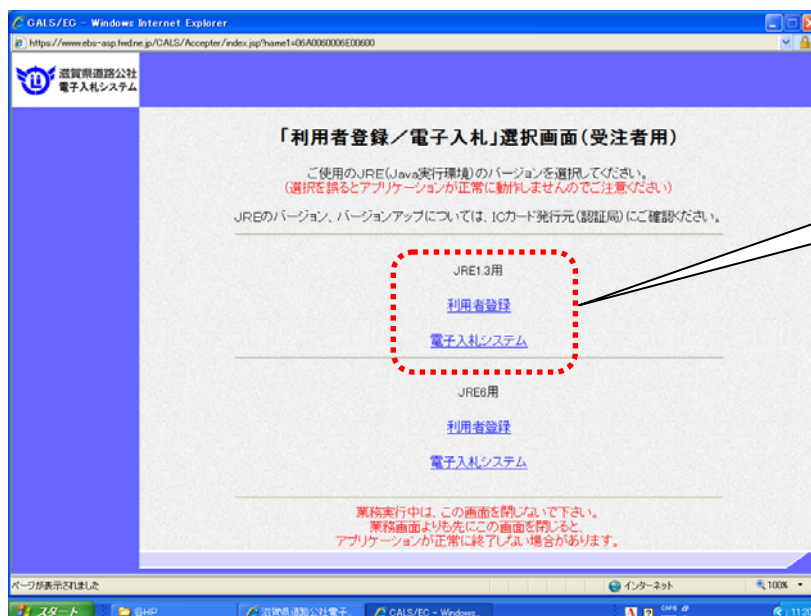 CALS/EC - Windows Internet Explorer
https://www.ebs-asp.fwd.ne.jp/CALS/Accepter/index.jsp?name1=06A0060006E00600
滋賀県道路公社
電子入札システム
「利用者登録／電子入札」選択画面(受注者用)
ご使用のJRE(Java実行環境)のバージョンを選択してください。
(選択を誤るとアプリケーションが正常に動作しませんのでご注意ください)
JREのバージョン、バージョンアップについては、ICカード発行元(認証局)にご確認ください。
JRE1.3用
利用者登録
電子入札システム
JRE6用
利用者登録
電子入札システム
業務実行中は、この画面を閉じないで下さい。
業務画面よりも先にこの画面を閉じると、
アプリケーションが正常に終了しない場合があります。
ページが表示されました
インターネット
100%
スタート
GHP
滋賀県道路公社電子...
CALS/EC - Windows...
A
CAPS
11:20